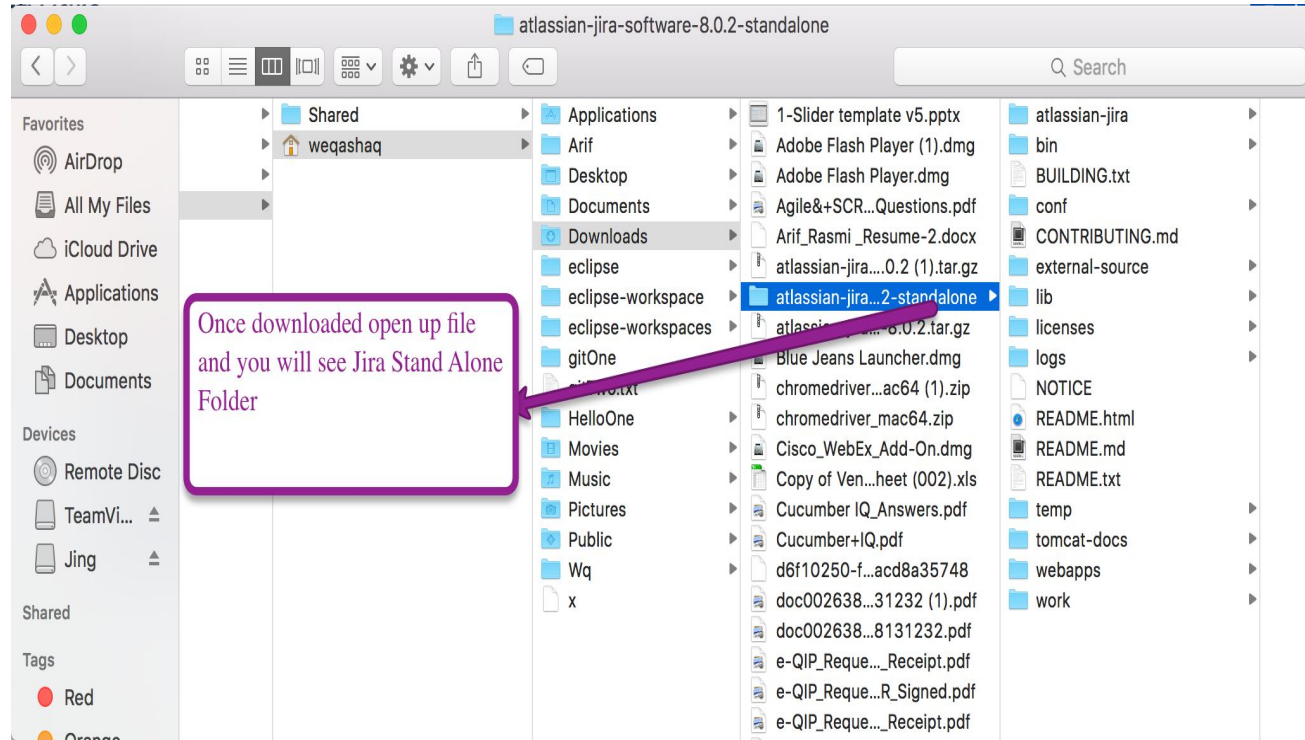 atlassian-jira-software-8.0.2-standalone
Search
Favorites
AirDrop
All My Files
iCloud Drive
Applications
Desktop
Documents
Devices
Remote Disc
TeamVi...
Jing
Shared
Tags
Red
Orange
Shared
weqashaq
Once downloaded open up file
and you will see Jira Stand Alone
Folder
Applications
Arif
Desktop
Documents
Downloads
eclipse
eclipse-workspace
eclipse-workspaces
gitOne
HelloOne
Movies
Music
Pictures
Public
Wq
x
1-Slider template v5.pptx
Adobe Flash Player (1).dmg
Adobe Flash Player.dmg
Agile&+SCR...Questions.pdf
Arif_Rasmi _Resume-2.docx
atlassian-jira....0.2 (1).tar.gz
atlassian-jira...2-standalone
-8.0.2.tar.gz
Blue Jeans Launcher.dmg
chromedriver...ac64 (1).zip
chromedriver_mac64.zip
Cisco_WebEx_Add-On.dmg
Copy of Ven...heet (002).xls
Cucumber IQ_Answers.pdf
Cucumber+IQ.pdf
d6f10250-f...acd8a35748
doc002638...31232 (1).pdf
doc002638...8131232.pdf
e-QIP_Reque..._Receipt.pdf
e-QIP_Reque...R_Signed.pdf
e-QIP_Reque..._Receipt.pdf
atlassian-jira
bin
BUILDING.txt
conf
CONTRIBUTING.md
external-source
lib
licenses
logs
NOTICE
README.html
README.md
README.txt
temp
tomcat-docs
webapps
work